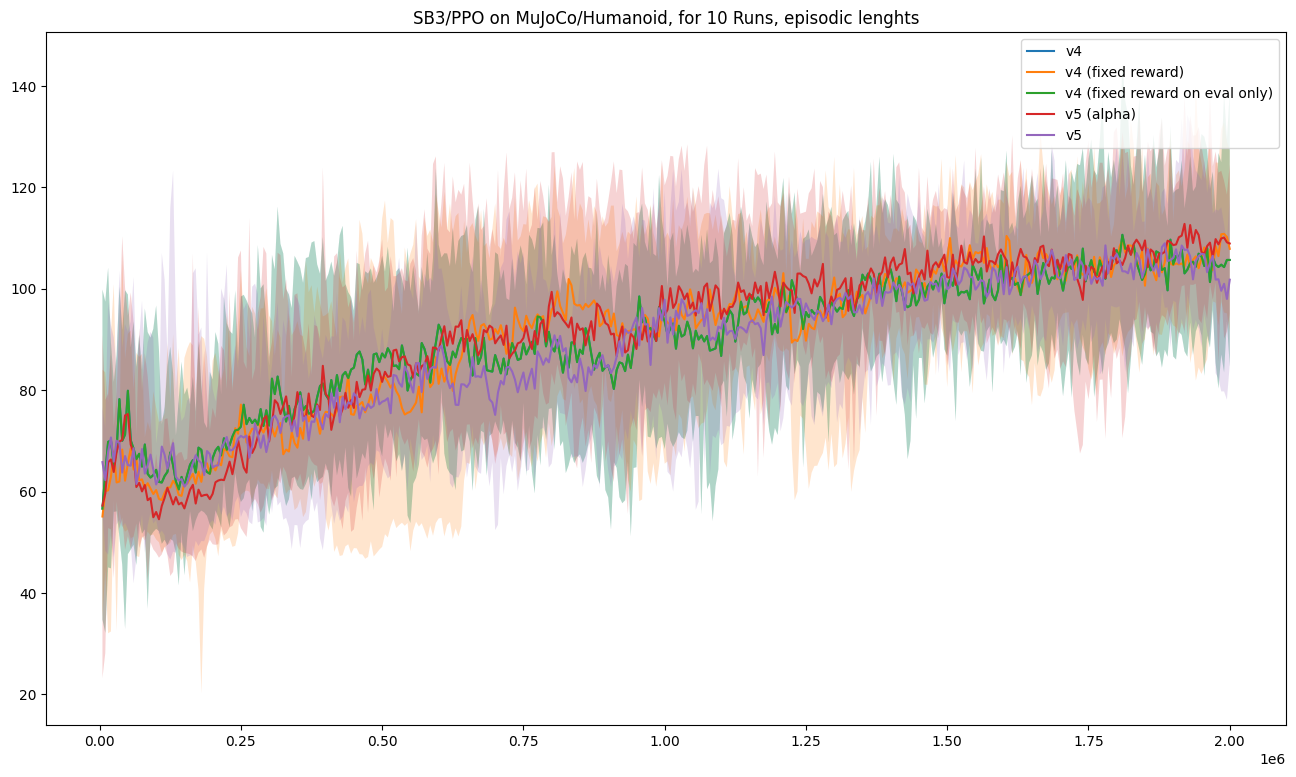 SB3/PPO on MuJoCo/Humanoid, for 10 Runs, episodic lenghts
v4
v4 (fixed reward)
v4 (fixed reward on eval only)
v5 (alpha)
v5
140
120
100
80
60
40
20
0.00 0.25 0.50 0.75 1.00 1.25 1.50 1.75 2.00
1e6